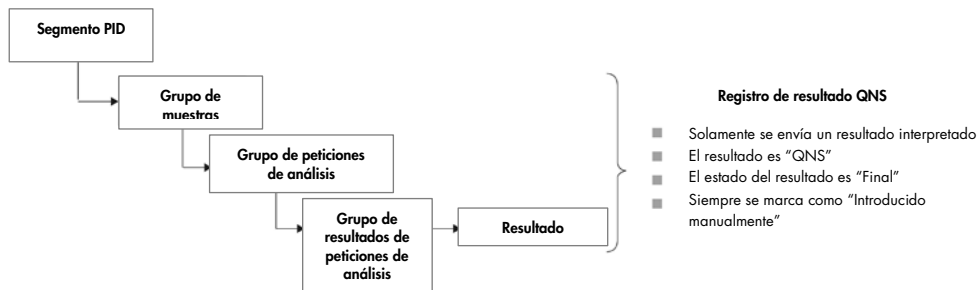 Segmento PID
Grupo de
muestras
Grupo de peticiones
de análisis
Grupo de
resultados de
peticiones de
análisis
Resultado
Registro de resultado QNS
Solamente se envía un resultado interpretado
El resultado es “QNS”
El estado del resultado es “Final”
Siempre se marca como “Introducido
manualmente”